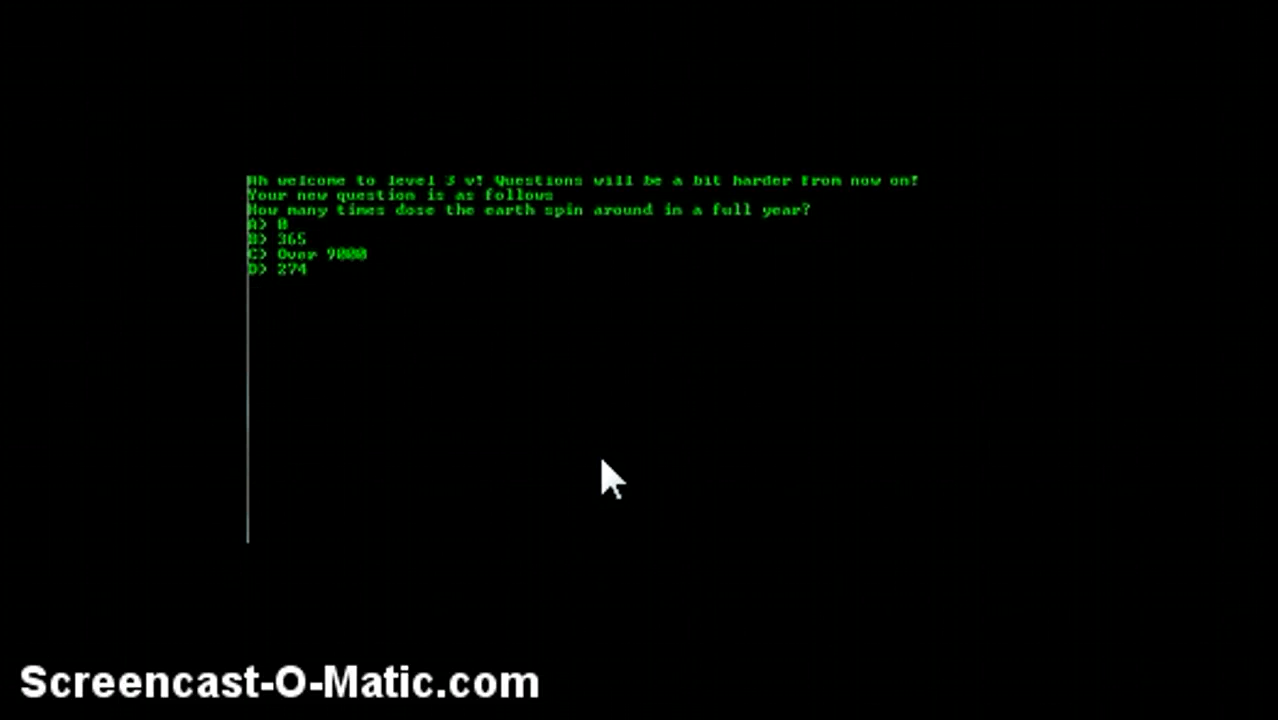 Ah welcome to level 3 v! Questions will be a bit harder from now on!
Your new question is as follows
How many times dose the earth spin around in a full year?
A> 0
B> 365
C> Over 9000
D> 274
Screencast-O-Matic.com